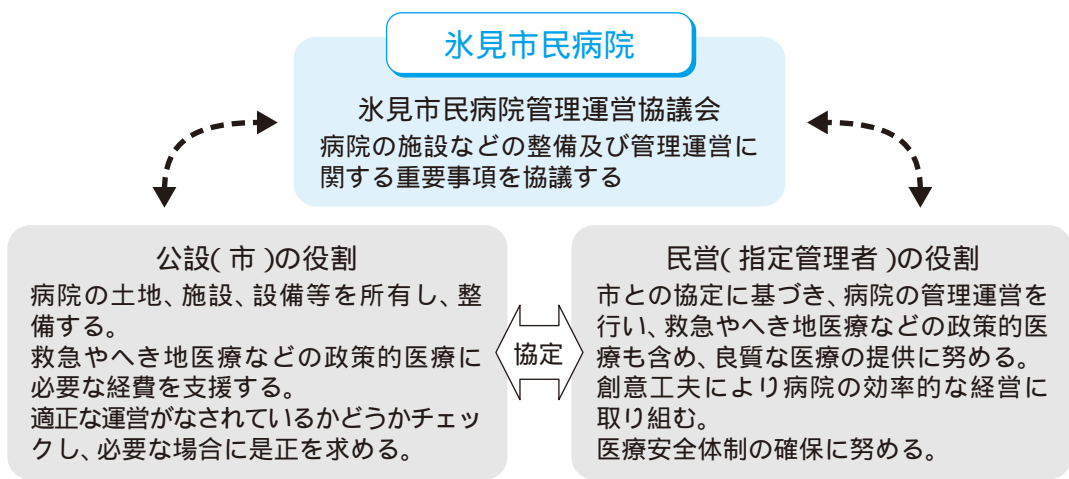 氷見市民病院
氷見市民病院管理運営協議会
病院の施設などの整備及び管理運営に
関する重要事項を協議する
公設(市)の役割
病院の土地、施設、設備等を所有し、整
備する。
救急やへき地医療などの政策的医療に
必要な経費を支援する。
適正な運営がなされているかどうかチェッ
クし、必要な場合に是正を求める。
協定
民営(指定管理者)の役割
市との協定に基づき、病院の管理運営を
行い、救急やへき地医療などの政策的医
療も含め、良質な医療の提供に努める。
創意工夫により病院の効率的な経営に
取り組む。
医療安全体制の確保に努める。